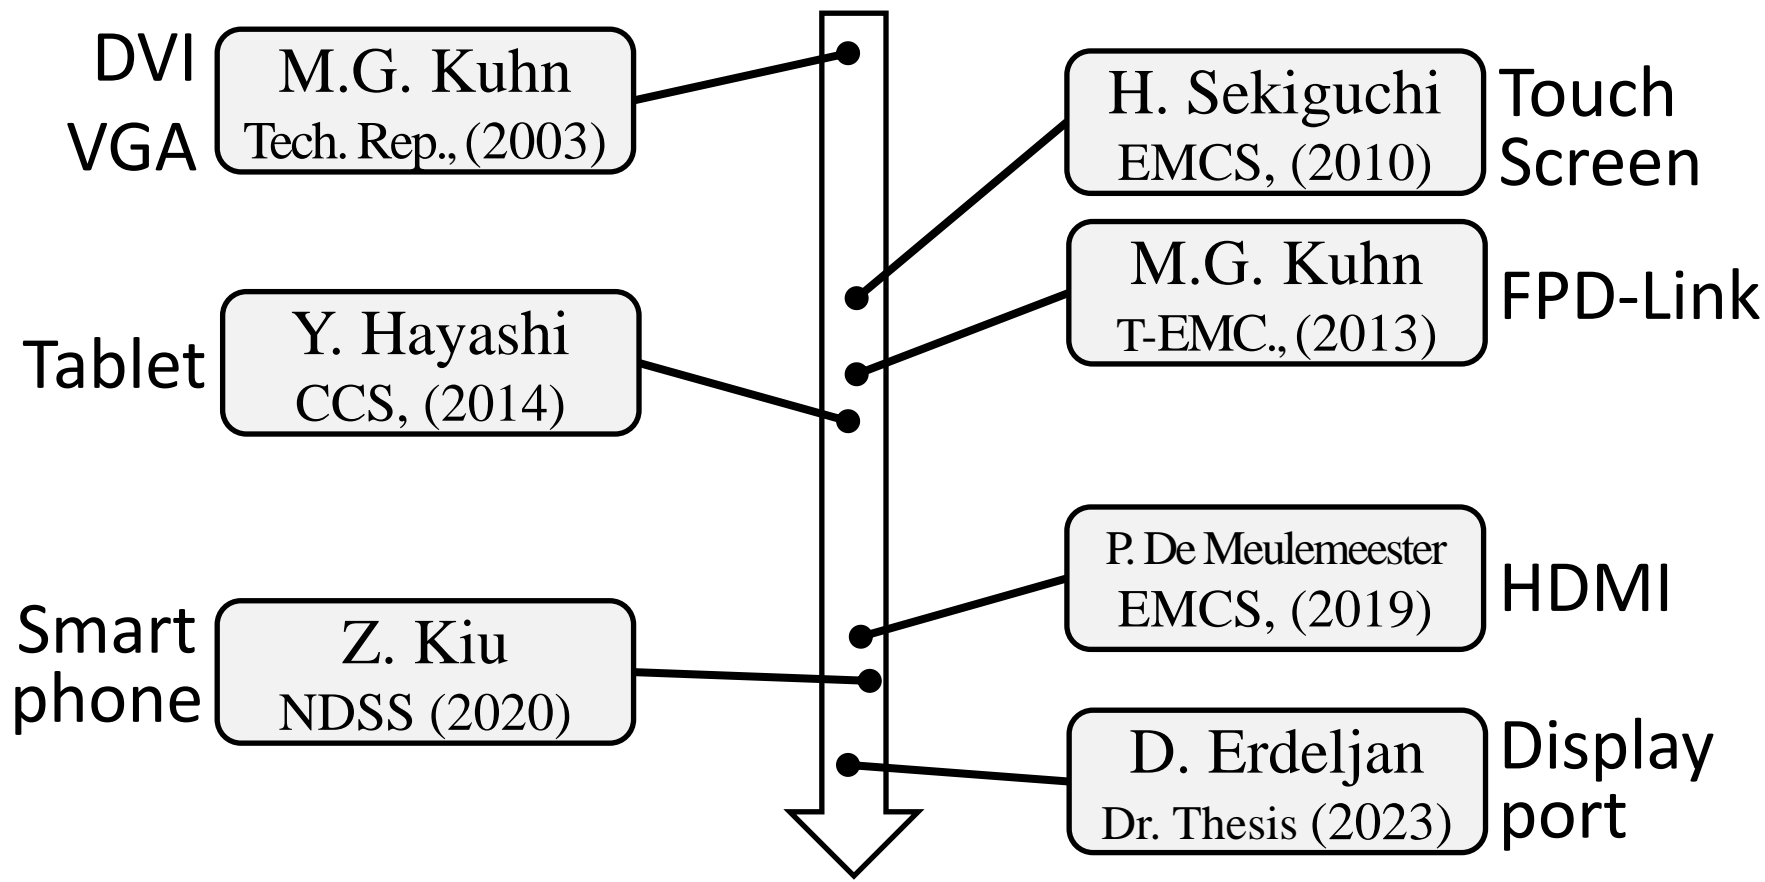 DVI
VGA
M.G. Kuhn
Tech. Rep., (2003)
H. Sekiguchi
EMCS, (2010)
Touch
Screen
M.G. Kuhn
T-EMC., (2013)
FPD-Link
Tablet
Y. Hayashi
CCS, (2014)
P. De Meulemeester
EMCS, (2019)
HDMI
Smart
phone
Z. Kiu
NDSS (2020)
D. Erdeljan
Dr. Thesis (2023)
Display
port